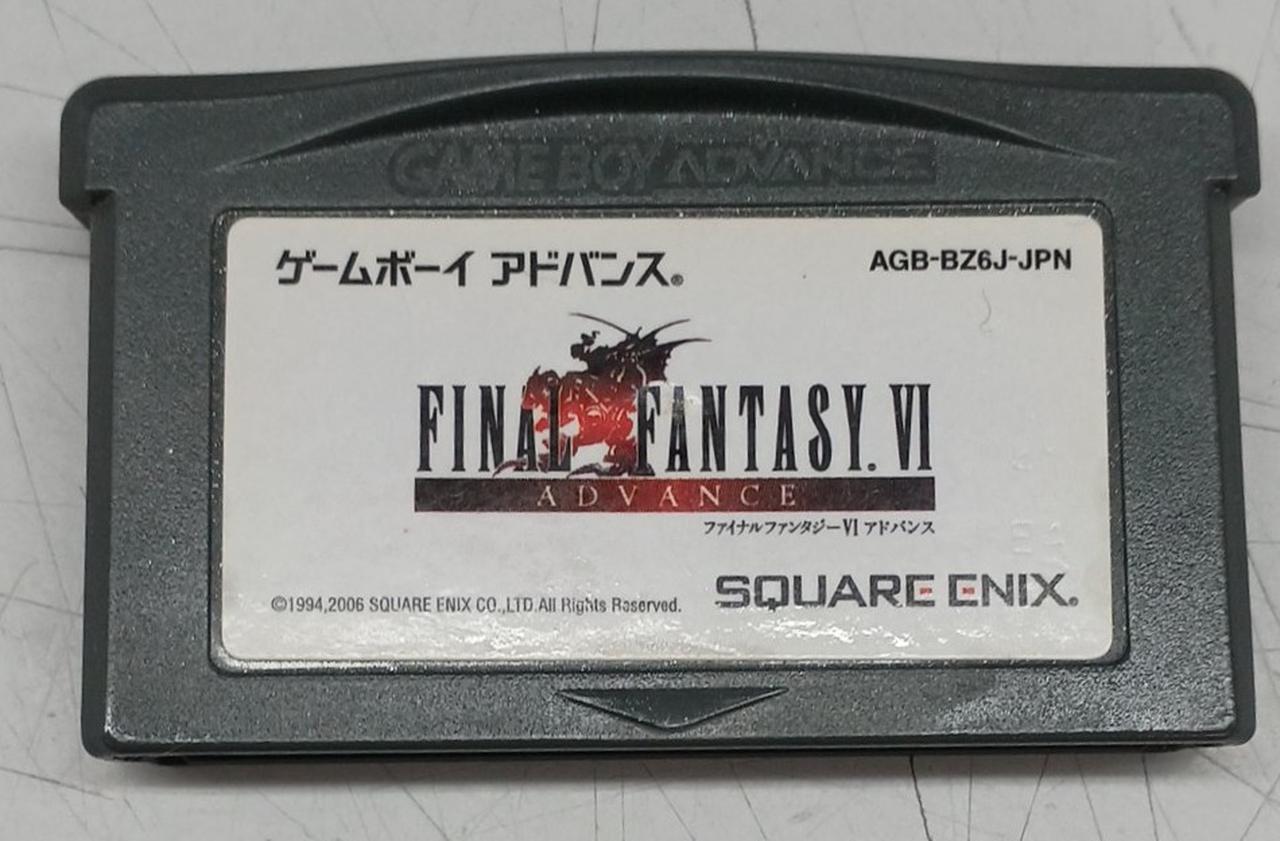 GAME BOY ADVANCE
ゲームボーイ アドバンス®
AGB-BZ6J-JPN
FINAL FANTASY. VI
ADVANCE
ファイナルファンタジーVI アドバンス
©1994,2006 SQUARE ENIX CO.,LTD.All Rights Reserved.
SQUARE ENIX®